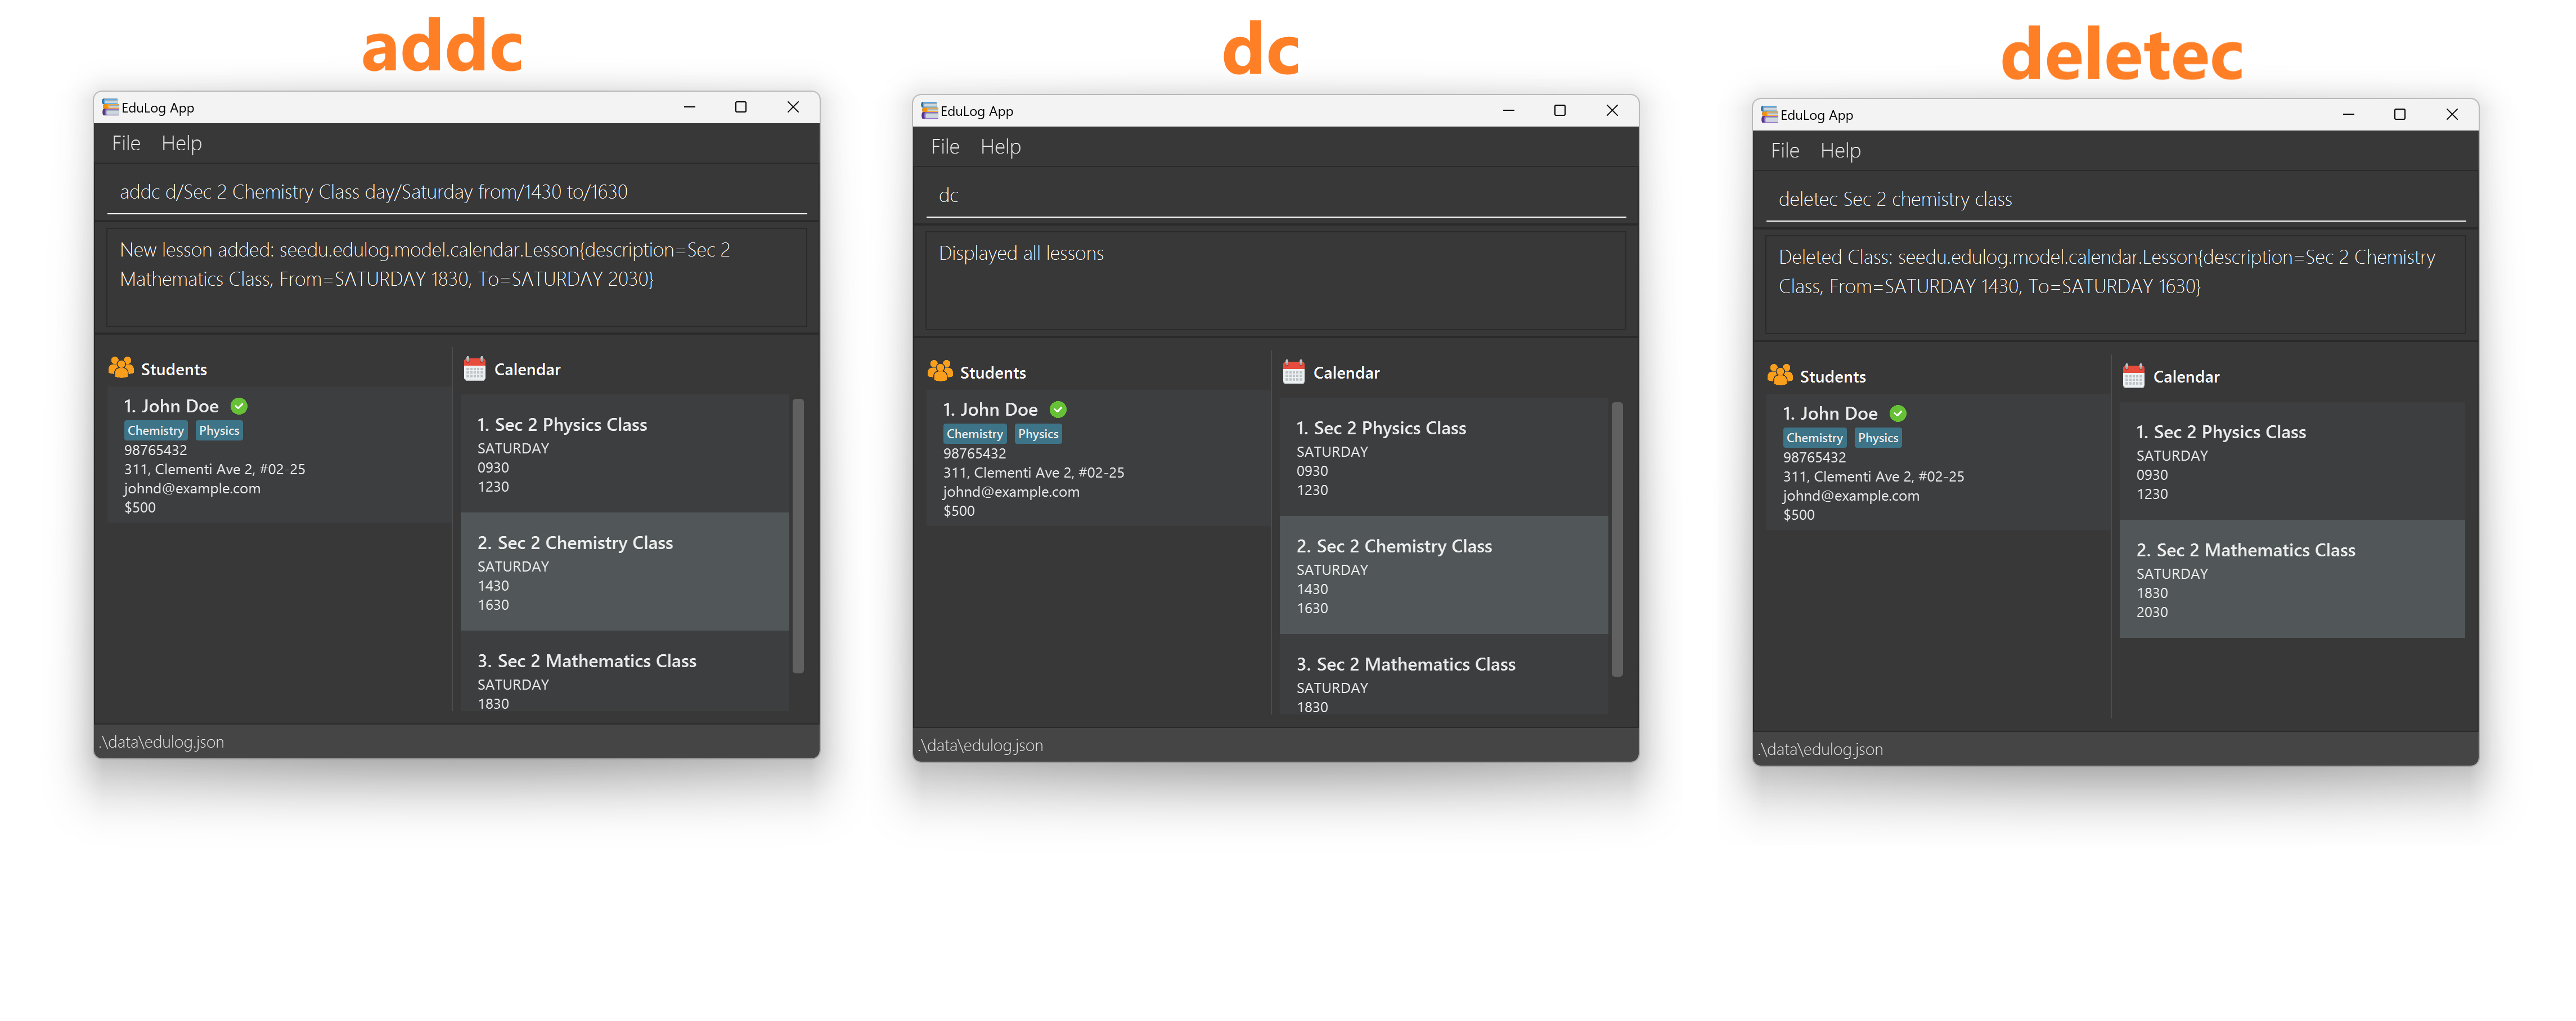 addc
EduLog App
File Help
addc d/Sec 2 Chemistry Class day/Saturday from/1430 to/1630
New lesson added: seedu.edulog.model.calendar.Lesson{description=Sec 2
Mathematics Class, From=SATURDAY 1830, To=SATURDAY 2030}
Students
1. John Doe
Chemistry Physics
98765432
311, Clementi Ave 2, #02-25
johnd@example.com
$500
Calendar
1. Sec 2 Physics Class
SATURDAY
0930
1230
2. Sec 2 Chemistry Class
SATURDAY
1430
1630
3. Sec 2 Mathematics Class
SATURDAY
1830
.\data\edulog.json
dc
EduLog App
File Help
dc
Displayed all lessons
Students
1. John Doe
Chemistry Physics
98765432
311, Clementi Ave 2, #02-25
johnd@example.com
$500
Calendar
1. Sec 2 Physics Class
SATURDAY
0930
1230
2. Sec 2 Chemistry Class
SATURDAY
1430
1630
3. Sec 2 Mathematics Class
SATURDAY
1830
.\data\edulog.json
deletec
EduLog App
File Help
deletec Sec 2 chemistry class
Deleted Class: seedu.edulog.model.calendar.Lesson{description=Sec 2 Chemistry
Class, From=SATURDAY 1430, To=SATURDAY 1630}
Students
1. John Doe
Chemistry Physics
98765432
311, Clementi Ave 2, #02-25
johnd@example.com
$500
Calendar
1. Sec 2 Physics Class
SATURDAY
0930
1230
2. Sec 2 Mathematics Class
SATURDAY
1830
2030
.\data\edulog.json